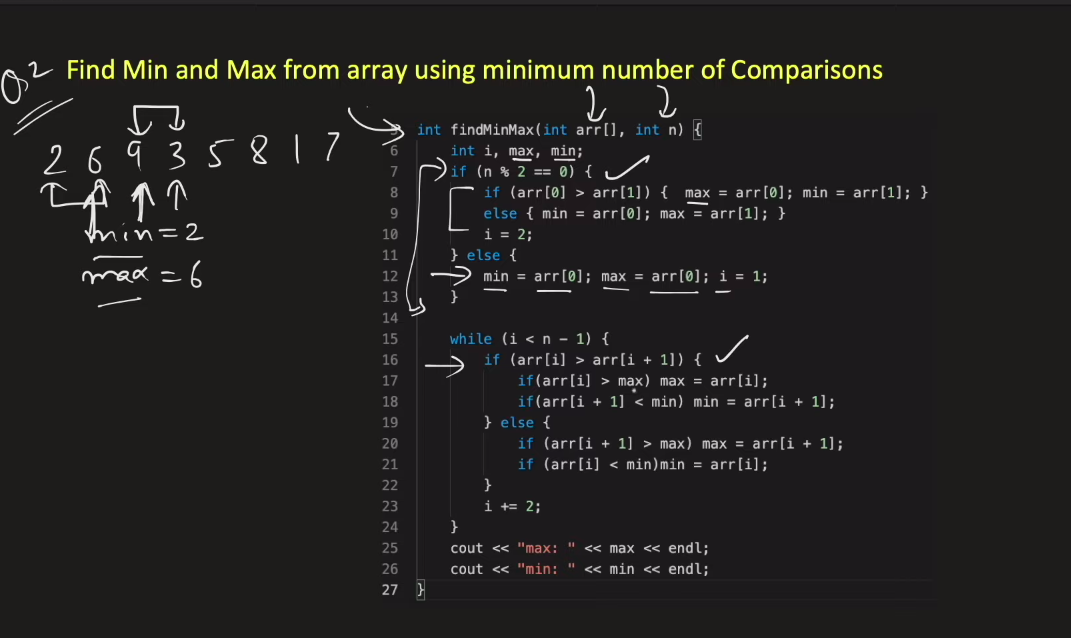 Q2 Find Min and Max from array using minimum number of Comparisons
2 6 9 3 5 8 1 7
min = 2
max = 6
5 int findMinMax(int arr[], int n) {
6 int i, max, min;
7 if (n % 2 == 0) {
8 if (arr[0] > arr[1]) { max = arr[0]; min = arr[1]; }
9 else { min = arr[0]; max = arr[1]; }
10 i = 2;
11 } else {
12 min = arr[0]; max = arr[0]; i = 1;
13 }
14
15 while (i < n - 1) {
16 if (arr[i] > arr[i + 1]) {
17 if(arr[i] > max) max = arr[i];
18 if(arr[i + 1] < min) min = arr[i + 1];
19 } else {
20 if (arr[i + 1] > max) max = arr[i + 1];
21 if (arr[i] < min)min = arr[i];
22 }
23 i += 2;
24 }
25 cout << "max: " << max << endl;
26 cout << "min: " << min << endl;
27 }